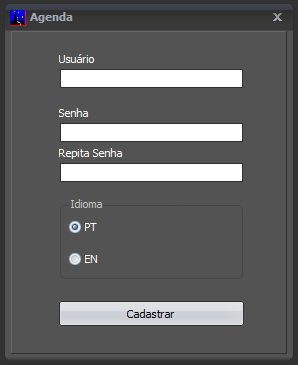 Agenda
Usuário
Senha
Repita Senha
Idioma
PT
EN
Cadastrar